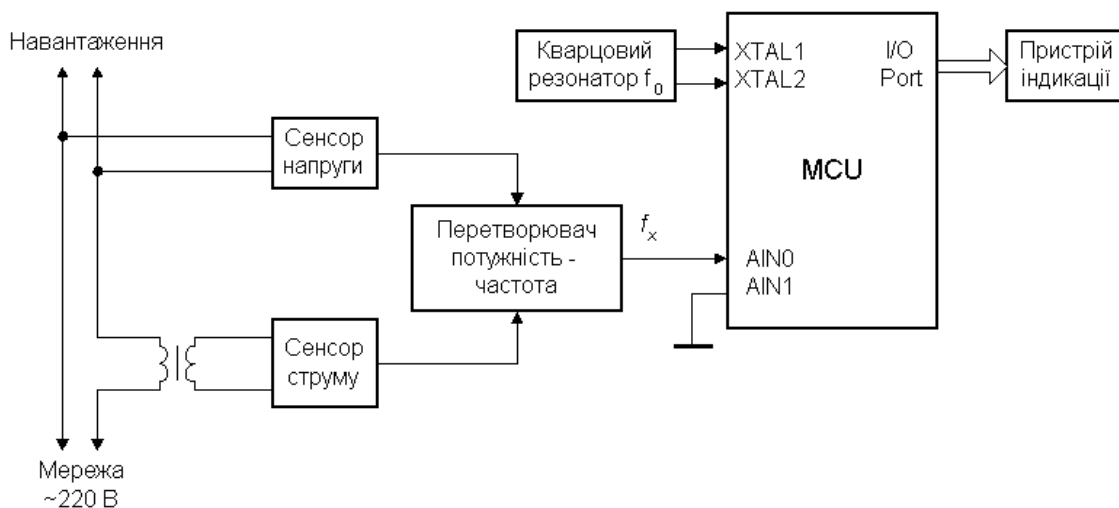 Навантаження
Сенсор
напруги
Сенсор
струму
Мережа
~220 В
Перетворювач
потужність -
частота
fx
Кварцовий
резонатор f0
XTAL1
XTAL2
I/O
Port
MCU
AIN0
AIN1
Пристрій
індикації